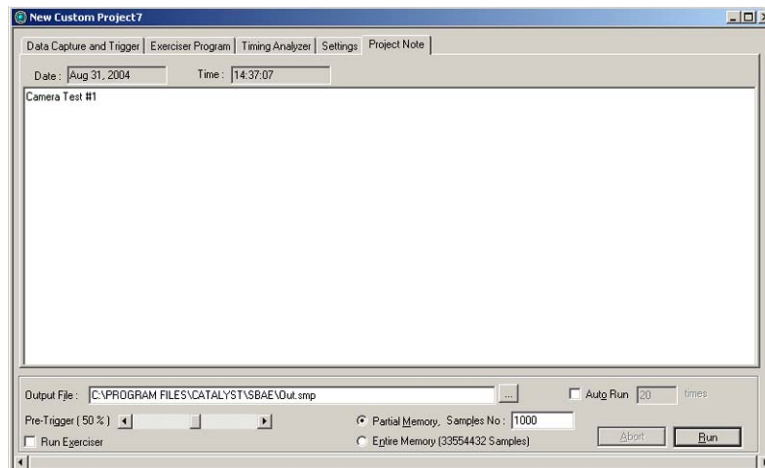 New Custom Project7
Data Capture and Trigger Exerciser Program Timing Analyzer Settings Project Note
Date : Aug 31, 2004 Time : 14:37:07
Camera Test #1
Output File : C:\PROGRAM FILES\CATALYST\SBAE\Out.smp ... Auto Run 20 times
Pre-Trigger ( 50 % ) Partial Memory, Samples No : 1000
Run Exerciser Entire Memory (33554432 Samples) Abort Run